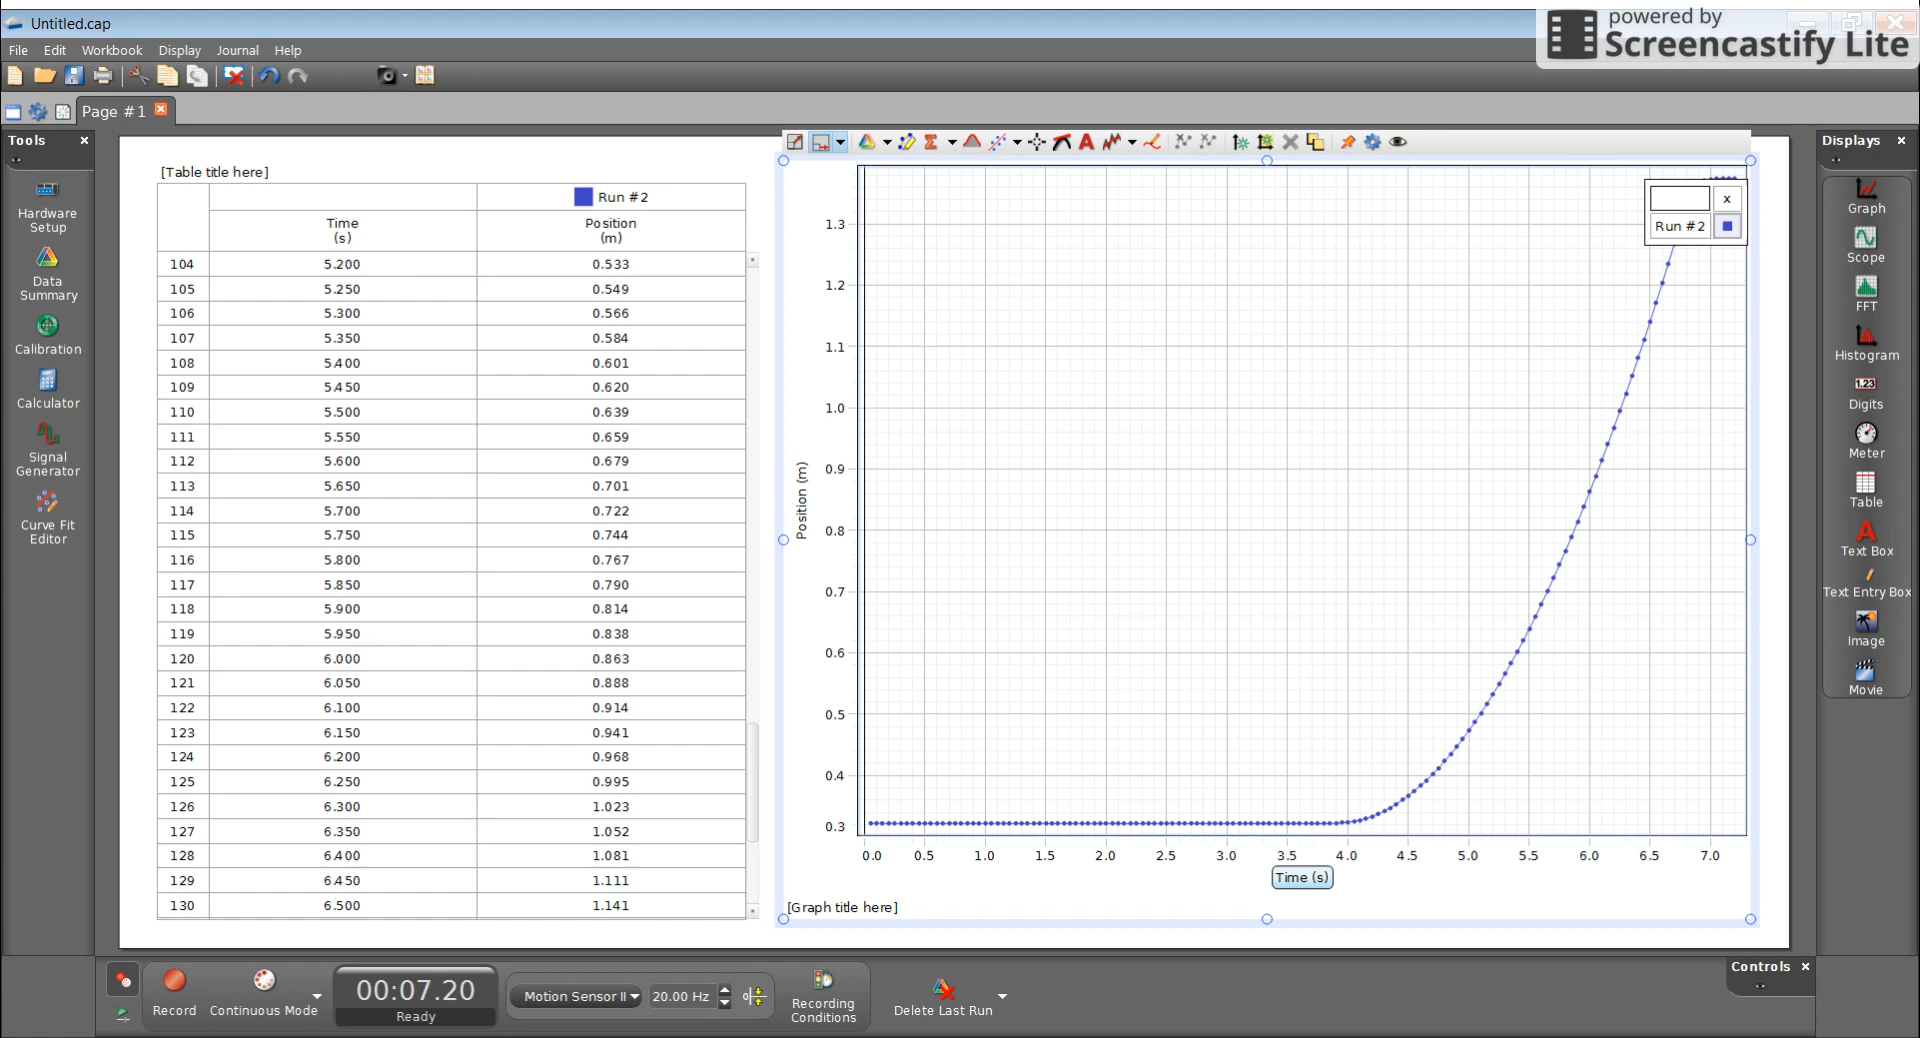 Untitled.cap
powered by
Screencastify Lite
File Edit Workbook Display Journal Help
Page #1
Tools
Hardware
Setup
Data
Summary
Calibration
Calculator
Signal
Generator
Curve Fit
Editor
[Table title here]
Run #2
Time
(s)
Position
(m)
104 5.200 0.533
105 5.250 0.549
106 5.300 0.566
107 5.350 0.584
108 5.400 0.601
109 5.450 0.620
110 5.500 0.639
111 5.550 0.659
112 5.600 0.679
113 5.650 0.701
114 5.700 0.722
115 5.750 0.744
116 5.800 0.767
117 5.850 0.790
118 5.900 0.814
119 5.950 0.838
120 6.000 0.863
121 6.050 0.888
122 6.100 0.914
123 6.150 0.941
124 6.200 0.968
125 6.250 0.995
126 6.300 1.023
127 6.350 1.052
128 6.400 1.081
129 6.450 1.111
130 6.500 1.141
x
Run #2
1.3
1.2
1.1
1.0
0.9
0.8
0.7
0.6
0.5
0.4
0.3
Position (m)
0.0 0.5 1.0 1.5 2.0 2.5 3.0 3.5 4.0 4.5 5.0 5.5 6.0 6.5 7.0
Time (s)
[Graph title here]
Displays
Graph
Scope
FFT
Histogram
1.23
Digits
Meter
Table
A
Text Box
Text Entry Box
Image
Movie
Record
Continuous Mode
00:07.20
Ready
Motion Sensor II
20.00 Hz
Recording
Conditions
Delete Last Run
Controls